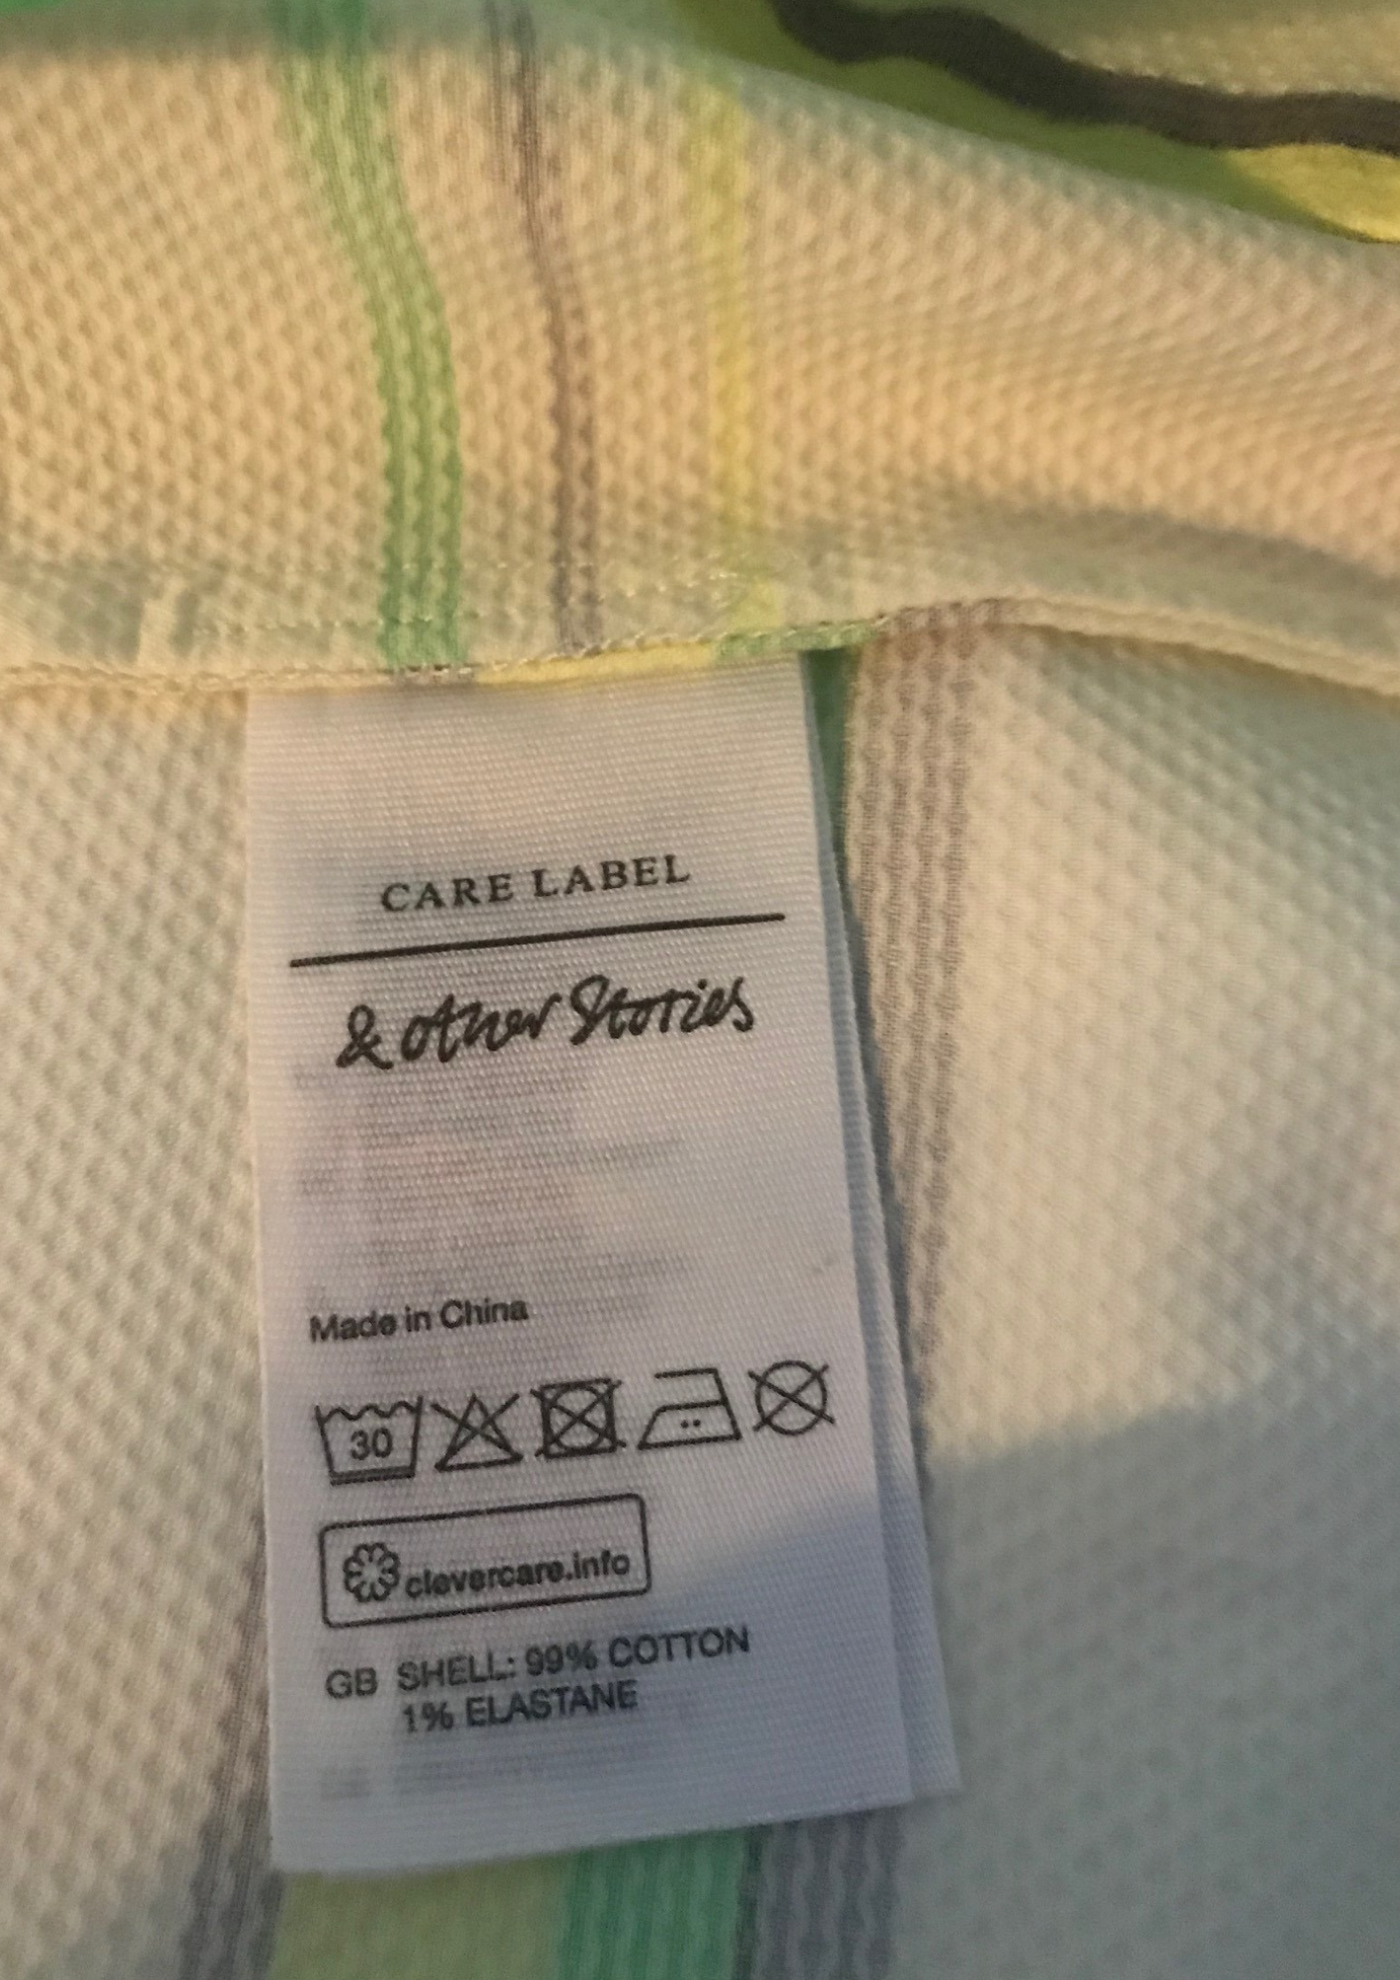 CARE LABEL
& other Stories
Made in China
30
clevercare.info
GB SHELL: 99% COTTON
1% ELASTANE